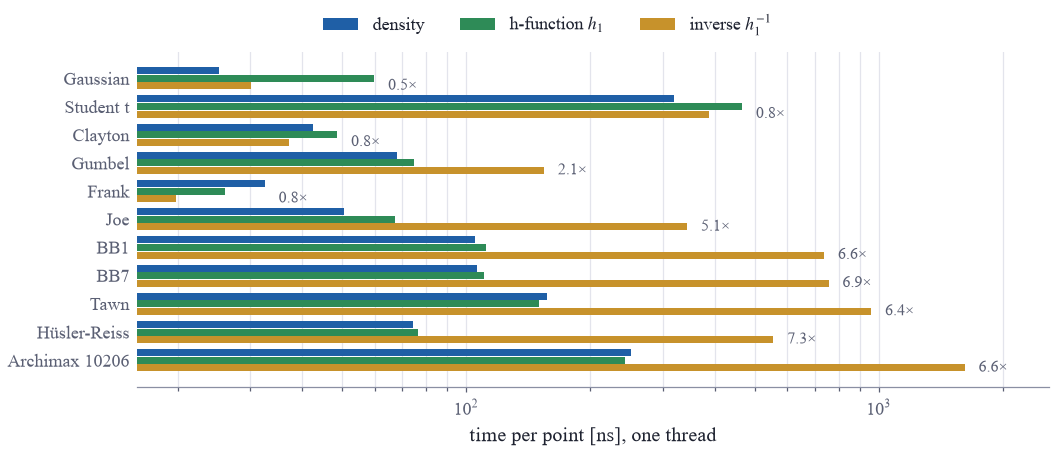 density h-function h₁ inverse h₁⁻¹
Gaussian 0.5×
Student t 0.8×
Clayton 0.8×
Gumbel 2.1×
Frank 0.8×
Joe 5.1×
BB1 6.6×
BB7 6.9×
Tawn 6.4×
Hüsler-Reiss 7.3×
Archimax 10206 6.6×
10² 10³
time per point [ns], one thread